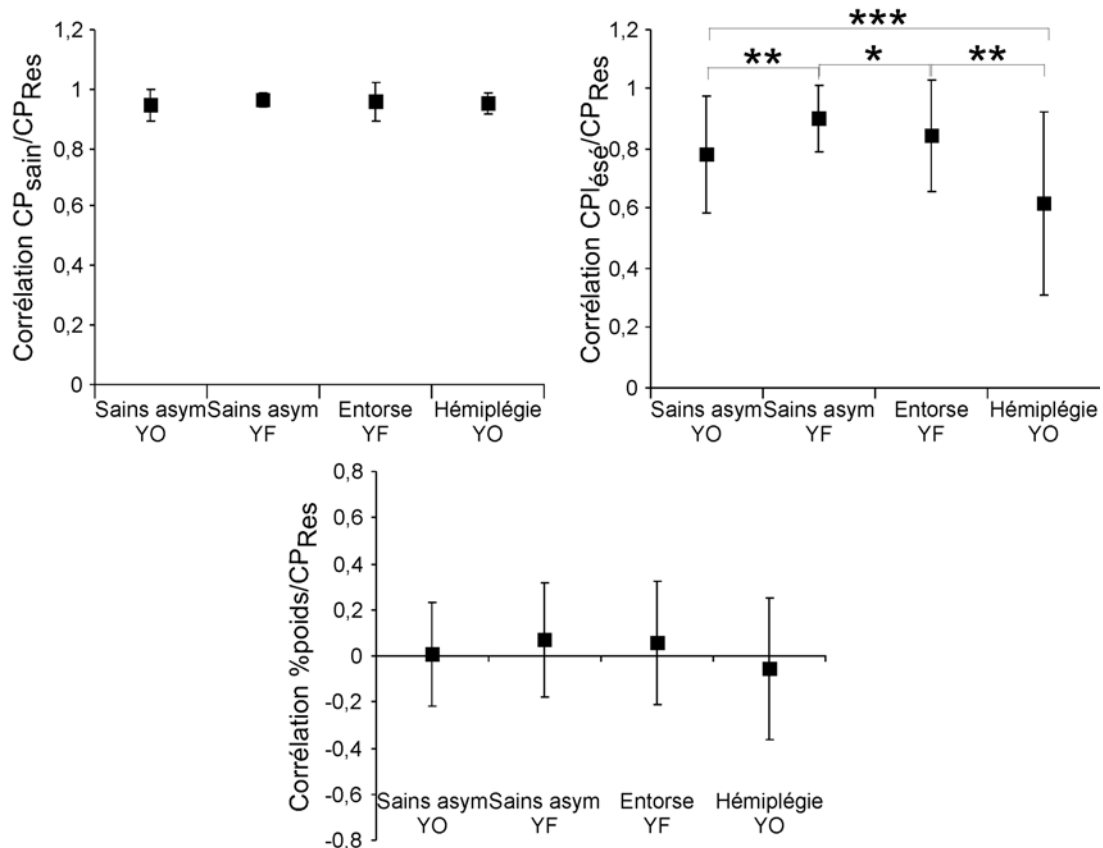 Corrélation CPsain/CPRes
1,2
1
0,8
0,6
0,4
0,2
0
Sains asym Sains asym Entorse Hémiplégie
YO YF YF YO
Corrélation CPlésé/CPRes
1,2
1
0,8
0,6
0,4
0,2
0
***
** * **
Sains asym Sains asym Entorse Hémiplégie
YO YF YF YO
Corrélation %poids/CPRes
0,8
0,6
0,4
0,2
0
-0,2
-0,4
-0,6
-0,8
Sains asym Sains asym Entorse Hémiplégie
YO YF YF YO